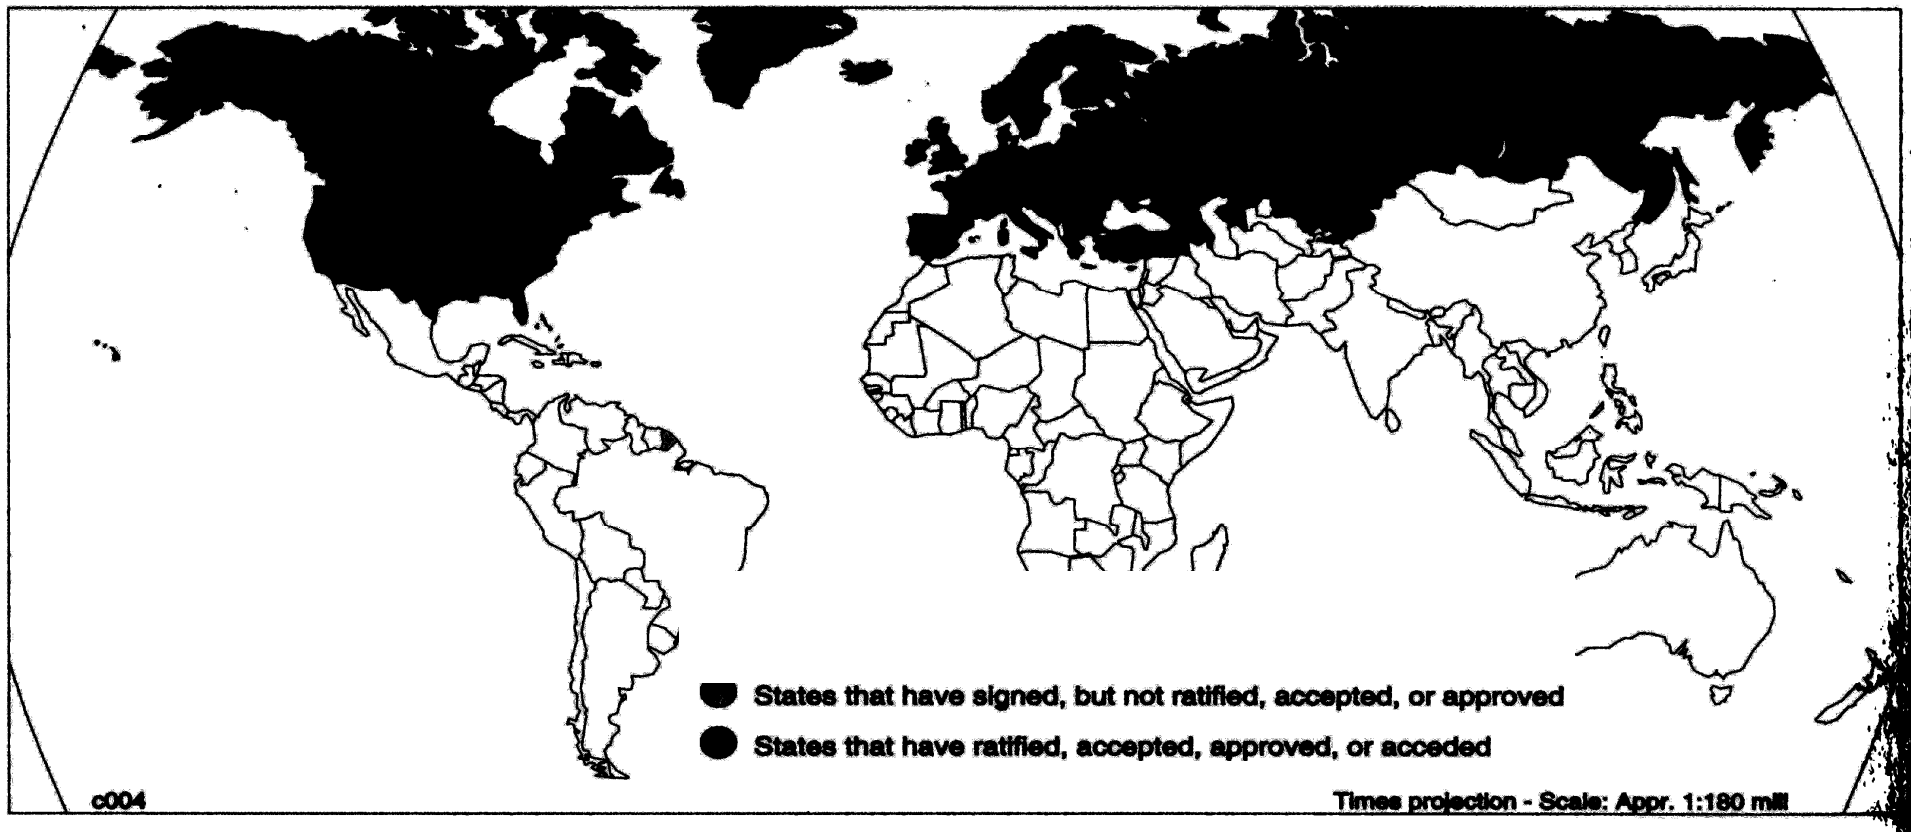 States that have signed, but not ratified, accepted, or approved
States that have ratified, accepted, approved, or acceded
c004
Times projection - Scale: Appr. 1:180 mill